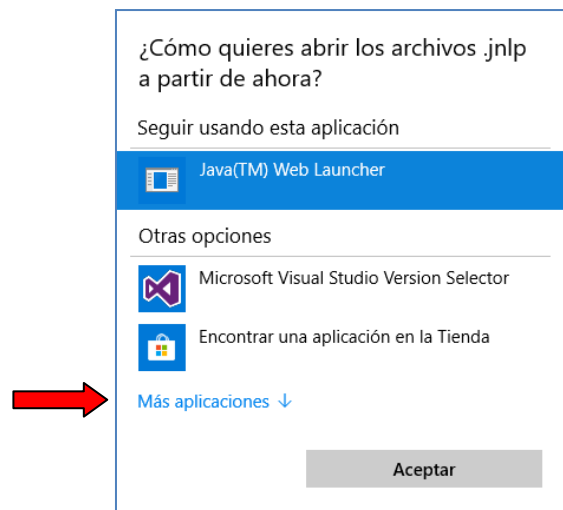 ¿Cómo quieres abrir los archivos .jnlp
a partir de ahora?
Seguir usando esta aplicación
Java(TM) Web Launcher
Otras opciones
Microsoft Visual Studio Version Selector
Encontrar una aplicación en la Tienda
Más aplicaciones ↓
Aceptar